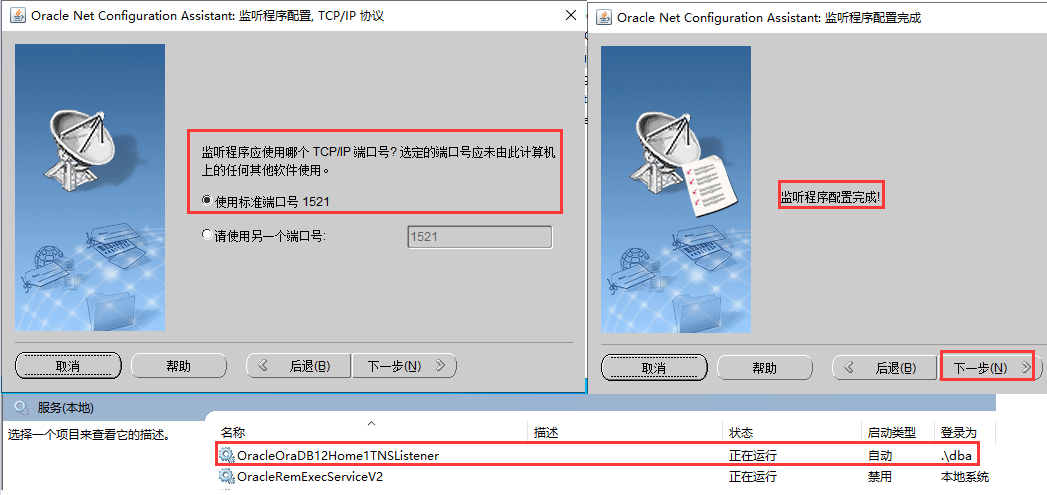 Oracle Net Configuration Assistant: 监听程序配置, TCP/IP 协议
监听程序应使用哪个 TCP/IP 端口号? 选定的端口号应未由此计算机
上的任何其他软件使用。
使用标准端口号 1521
请使用另一个端口号:
1521
取消
帮助
后退(B)
下一步(N)
Oracle Net Configuration Assistant: 监听程序配置完成
监听程序配置完成!
取消
帮助
后退(B)
下一步(N)
服务(本地)
选择一个项目来查看它的描述。
名称 描述 状态 启动类型 登录为
OracleOraDB12Home1TNSListener 正在运行 自动 .\dba
OracleRemExecServiceV2 正在运行 禁用 本地系统